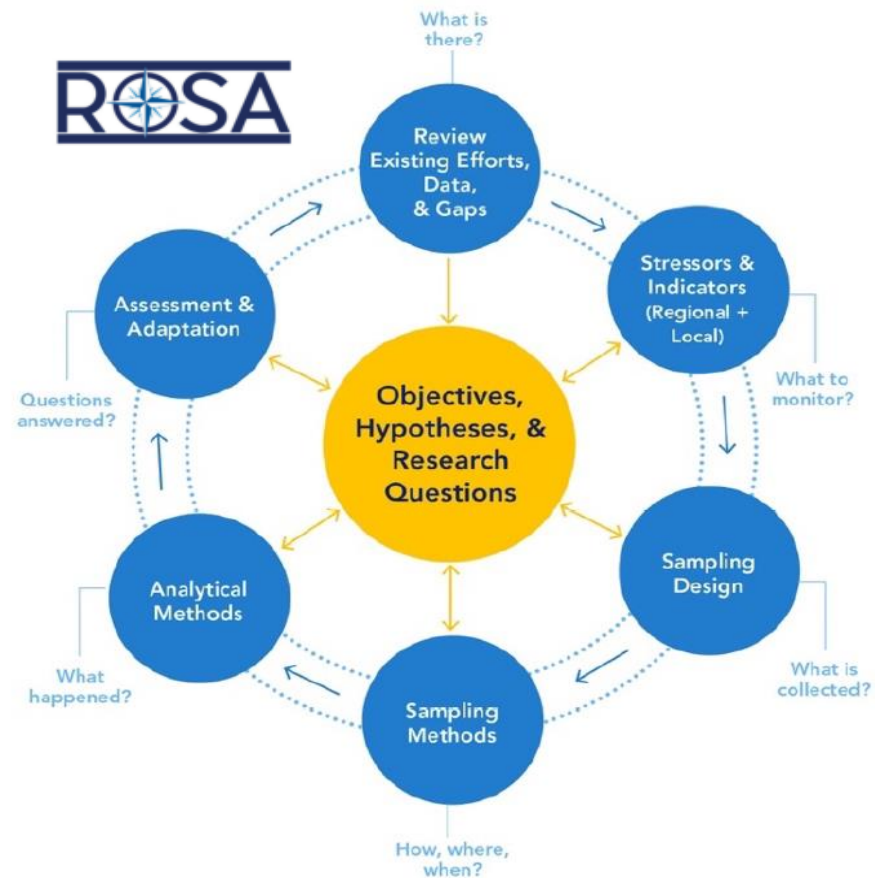 What is
there?
ROSA
Review
Existing Efforts,
Data,
& Gaps
Stressors &
Indicators
(Regional +
Local)
What to
monitor?
Assessment &
Adaptation
Questions
answered?
Objectives,
Hypotheses, &
Research
Questions
Sampling
Design
What is
collected?
Analytical
Methods
What
happened?
Sampling
Methods
How, where,
when?